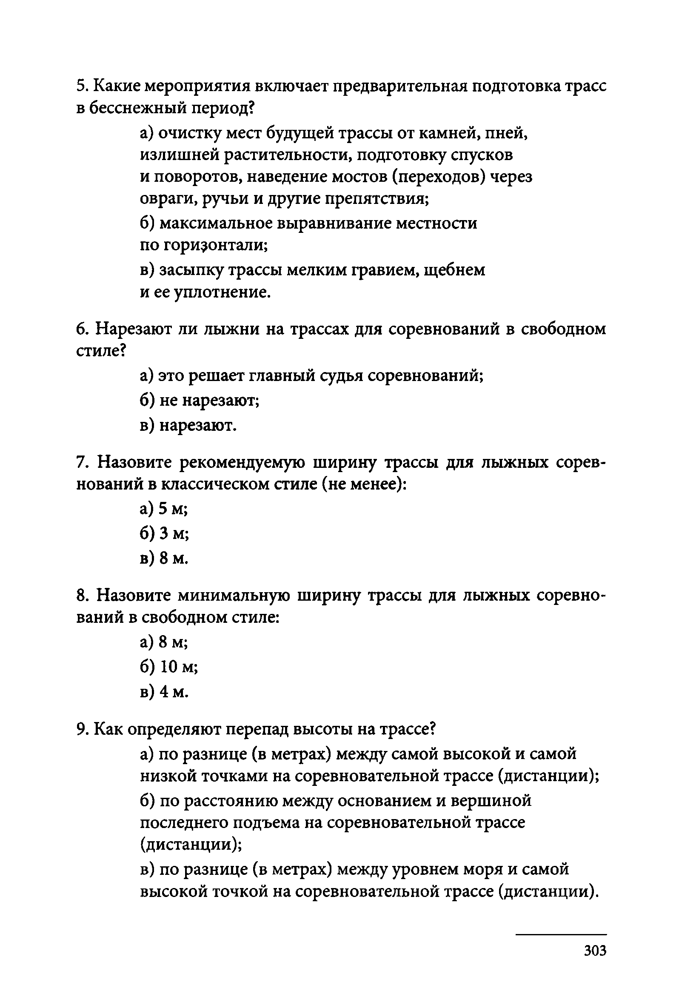 5. Какие мероприятия включает предварительная подготовка трасс
в бесснежный период?
а) очистку мест будущей трассы от камней, пней,
излишней растительности, подготовку спусков
и поворотов, наведение мостов (переходов) через
овраги, ручьи и другие препятствия;
б) максимальное выравнивание местности
по горизонтали;
в) засыпку трассы мелким гравием, щебнем
и ее уплотнение.
6. Нарезают ли лыжни на трассах для соревнований в свободном
стиле?
а) это решает главный судья соревнований;
б) не нарезают;
в) нарезают.
7. Назовите рекомендуемую ширину трассы для лыжных сорев-
нований в классическом стиле (не менее):
а) 5 м;
б) 3 м;
в) 8 м.
8. Назовите минимальную ширину трассы для лыжных соревно-
ваний в свободном стиле:
а) 8 м;
б) 10 м;
в) 4 м.
9. Как определяют перепад высоты на трассе?
а) по разнице (в метрах) между самой высокой и самой
низкой точками на соревновательной трассе (дистанции);
б) по расстоянию между основанием и вершиной
последнего подъема на соревновательной трассе
(дистанции);
в) по разнице (в метрах) между уровнем моря и самой
высокой точкой на соревновательной трассе (дистанции).
303